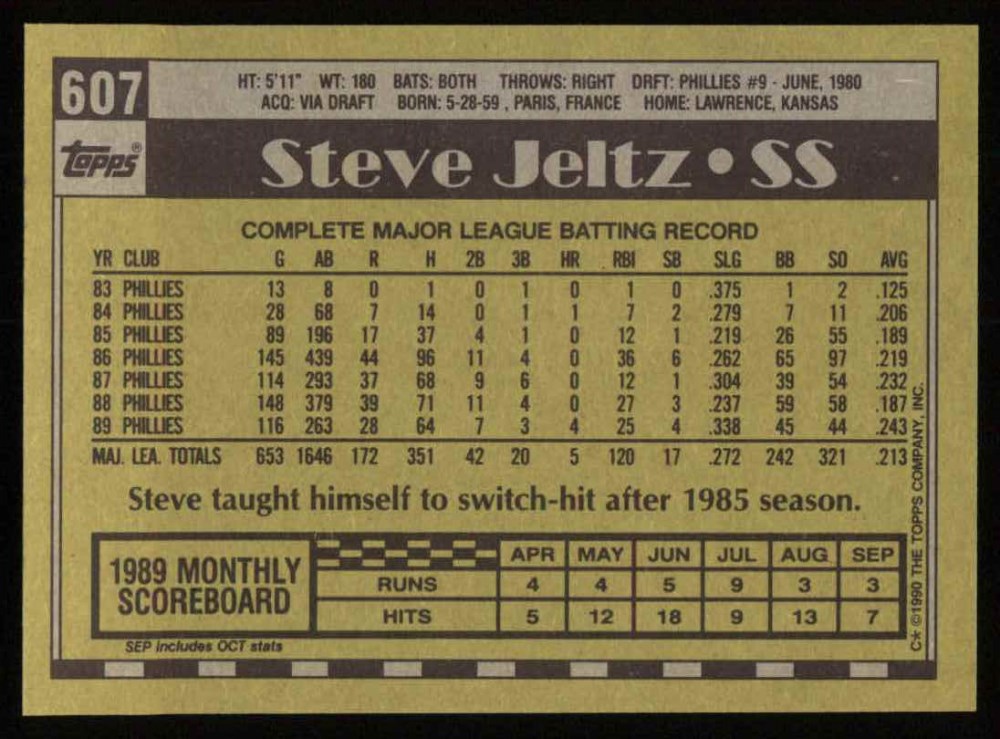 607
HT: 5'11" WT: 180 BATS: BOTH THROWS: RIGHT DRFT: PHILLIES #9 - JUNE, 1980
ACQ: VIA DRAFT BORN: 5-28-59 , PARIS, FRANCE HOME: LAWRENCE, KANSAS
topps®
Steve Jeltz • SS
COMPLETE MAJOR LEAGUE BATTING RECORD
YR CLUB G AB R H 2B 3B HR RBI SB SLG BB SO AVG
83 PHILLIES 13 8 0 1 0 1 0 1 0 .375 1 2 .125
84 PHILLIES 28 68 7 14 0 1 1 7 2 .279 7 11 .206
85 PHILLIES 89 196 17 37 4 1 0 12 1 .219 26 55 .189
86 PHILLIES 145 439 44 96 11 4 0 36 6 .262 65 97 .219
87 PHILLIES 114 293 37 68 9 6 0 12 1 .304 39 54 .232
88 PHILLIES 148 379 39 71 11 4 0 27 3 .237 59 58 .187
89 PHILLIES 116 263 28 64 7 3 4 25 4 .338 45 44 .243
MAJ. LEA. TOTALS 653 1646 172 351 42 20 5 120 17 .272 242 321 .213
Steve taught himself to switch-hit after 1985 season.
1989 MONTHLY
SCOREBOARD
APR MAY JUN JUL AUG SEP
RUNS 4 4 5 9 3 3
HITS 5 12 18 9 13 7
SEP includes OCT stats
C* ©1990 THE TOPPS COMPANY, INC.